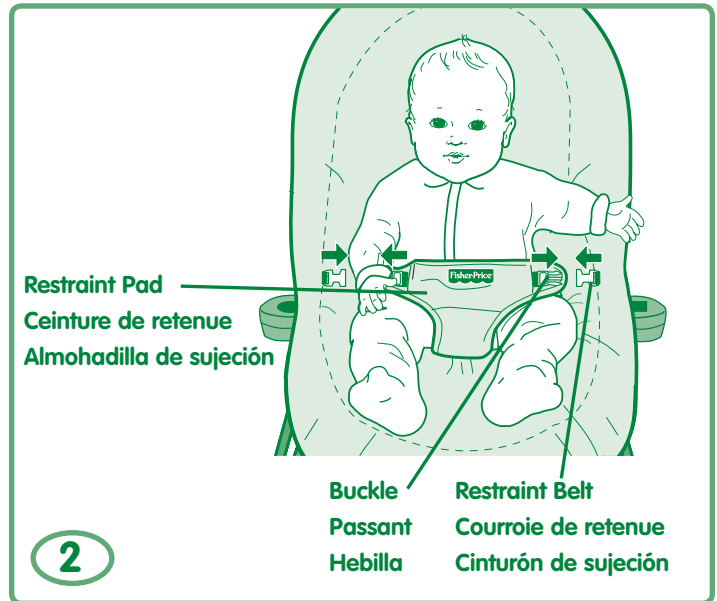 Fisher-Price
Restraint Pad
Ceinture de retenue
Almohadilla de sujeción
Buckle
Passant
Hebilla
Restraint Belt
Courroie de retenue
Cinturón de sujeción
2